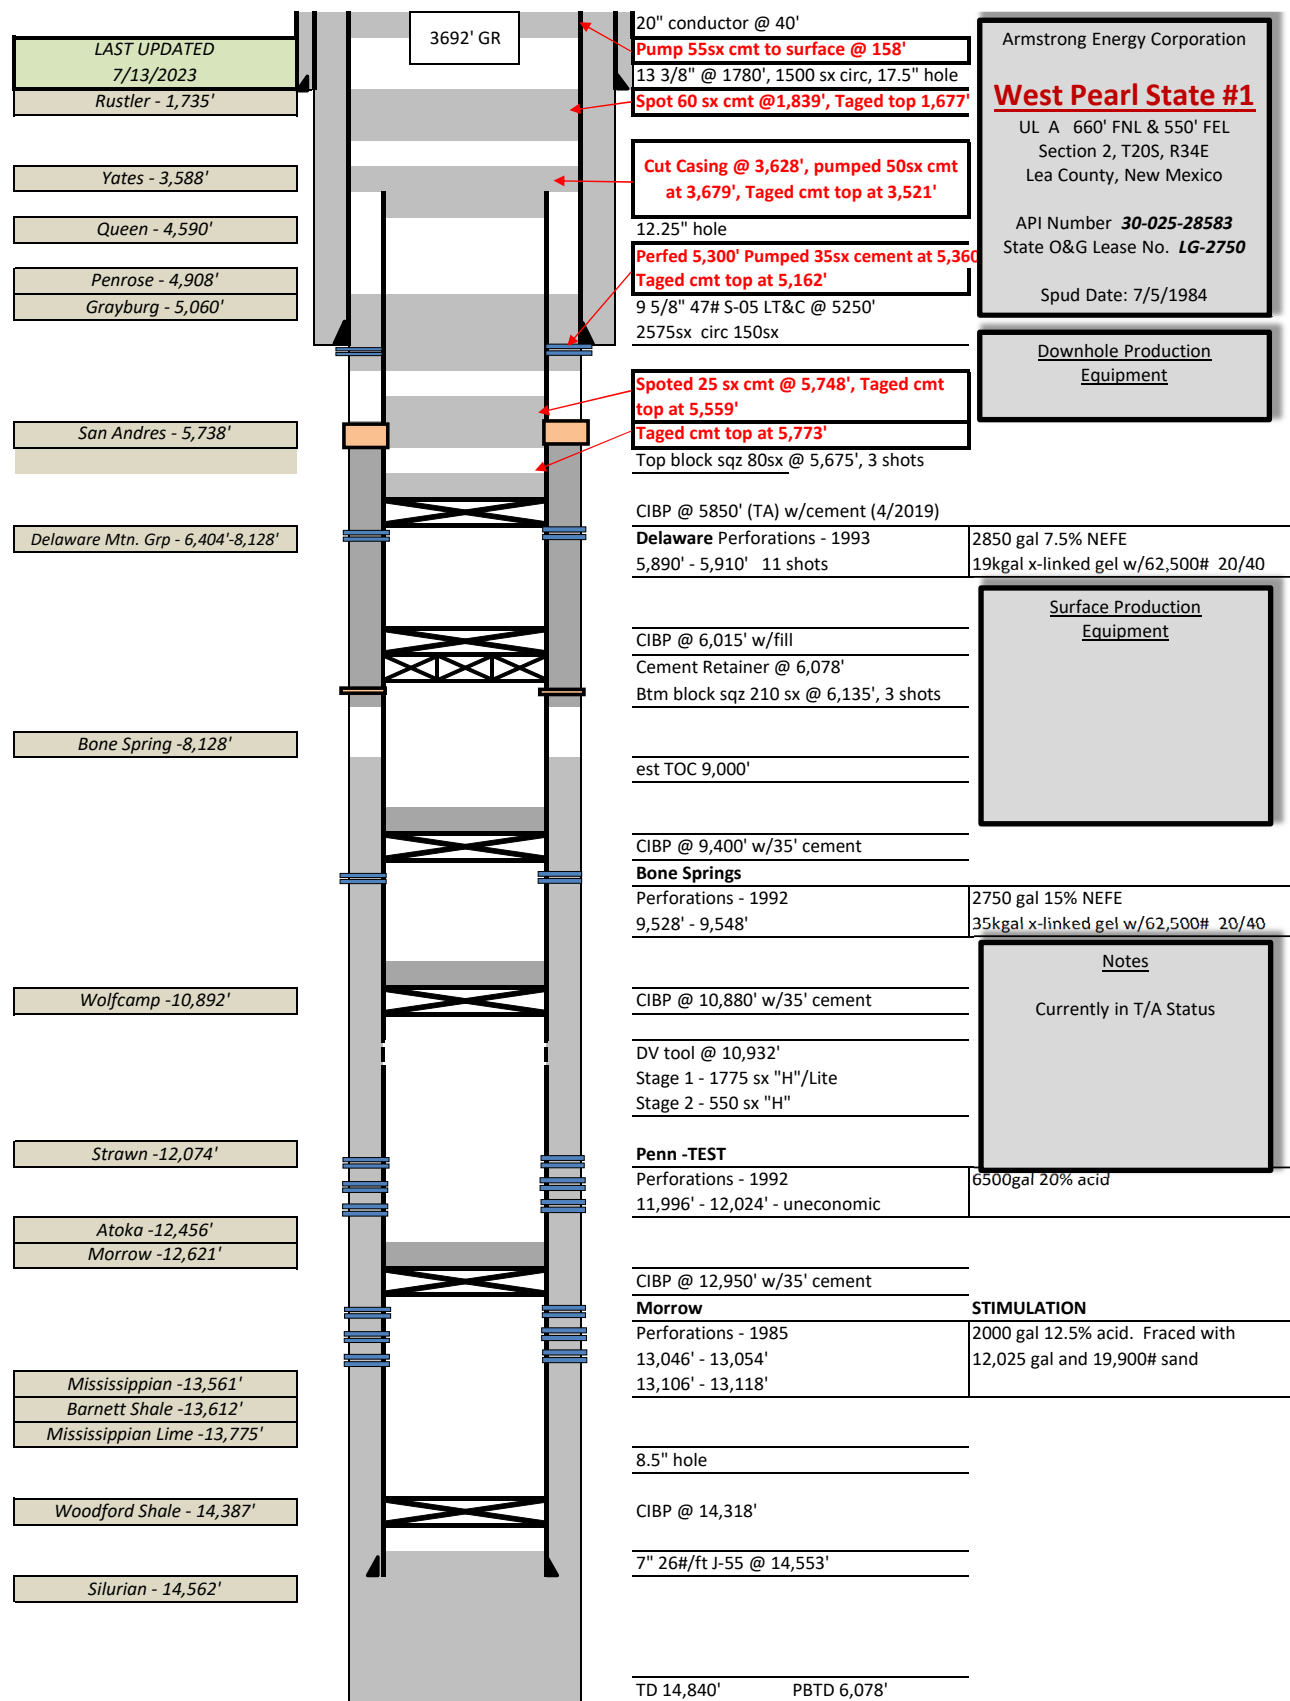 LAST UPDATED
7/13/2023
Rustler - 1,735'
Yates - 3,588'
Queen - 4,590'
Penrose - 4,908'
Grayburg - 5,060'
San Andres - 5,738'
Delaware Mtn. Grp - 6,404'-8,128'
Bone Spring -8,128'
Wolfcamp -10,892'
Strawn -12,074'
Atoka -12,456'
Morrow -12,621'
Mississippian -13,561'
Barnett Shale -13,612'
Mississippian Lime -13,775'
Woodford Shale - 14,387'
Silurian - 14,562'
3692' GR
20" conductor @ 40'
Pump 55sx cmt to surface @ 158'
13 3/8" @ 1780', 1500 sx circ, 17.5" hole
Spot 60 sx cmt @1,839', Taged top 1,677'
Cut Casing @ 3,628', pumped 50sx cmt
at 3,679', Taged cmt top at 3,521'
12.25" hole
Perfed 5,300' Pumped 35sx cement at 5,360
Taged cmt top at 5,162'
9 5/8" 47# S-05 LT&C @ 5250'
2575sx circ 150sx
Spoted 25 sx cmt @ 5,748', Taged cmt
top at 5,559'
Taged cmt top at 5,773'
Top block sqz 80sx @ 5,675', 3 shots
CIBP @ 5850' (TA) w/cement (4/2019)
Delaware Perforations - 1993
2850 gal 7.5% NEFE
5,890' - 5,910' 11 shots
19kgal x-linked gel w/62,500# 20/40
CIBP @ 6,015' w/fill
Cement Retainer @ 6,078'
Btm block sqz 210 sx @ 6,135', 3 shots
est TOC 9,000'
CIBP @ 9,400' w/35' cement
Bone Springs
Perforations - 1992
2750 gal 15% NEFE
9,528' - 9,548'
35kgal x-linked gel w/62,500# 20/40
CIBP @ 10,880' w/35' cement
DV tool @ 10,932'
Stage 1 - 1775 sx "H"/Lite
Stage 2 - 550 sx "H"
Penn -TEST
Perforations - 1992
6500gal 20% acid
11,996' - 12,024' - uneconomic
CIBP @ 12,950' w/35' cement
Morrow
STIMULATION
Perforations - 1985
2000 gal 12.5% acid. Fraced with
13,046' - 13,054'
12,025 gal and 19,900# sand
13,106' - 13,118'
8.5" hole
CIBP @ 14,318'
7" 26#/ft J-55 @ 14,553'
TD 14,840' PBTD 6,078'
Armstrong Energy Corporation
West Pearl State #1
UL A 660' FNL & 550' FEL
Section 2, T20S, R34E
Lea County, New Mexico
API Number 30-025-28583
State O&G Lease No. LG-2750
Spud Date: 7/5/1984
Downhole Production
Equipment
Surface Production
Equipment
Notes
Currently in T/A Status